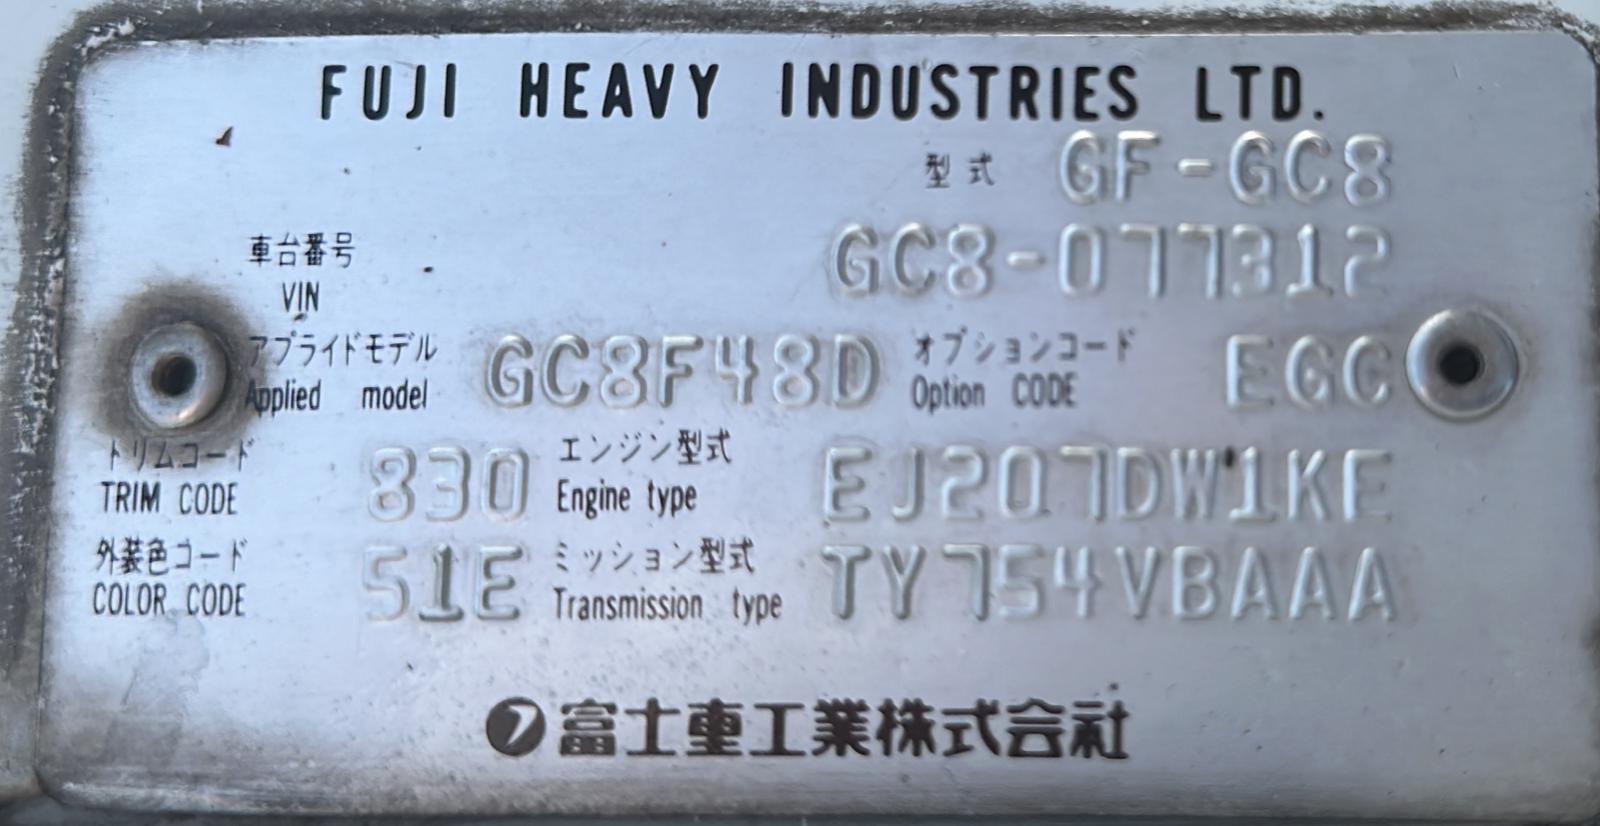 FUJI HEAVY INDUSTRIES LTD.
型式 GF-GC8
車台番号
VIN GC8-077312
アプライドモデル
Applied model GC8F48D
オプションコード
Option CODE EGC
トリムコード
TRIM CODE 830
エンジン型式
Engine type EJ207DW1KE
外装色コード
COLOR CODE 51E
ミッション型式
Transmission type TY754VBAAA
富士重工業株式会社